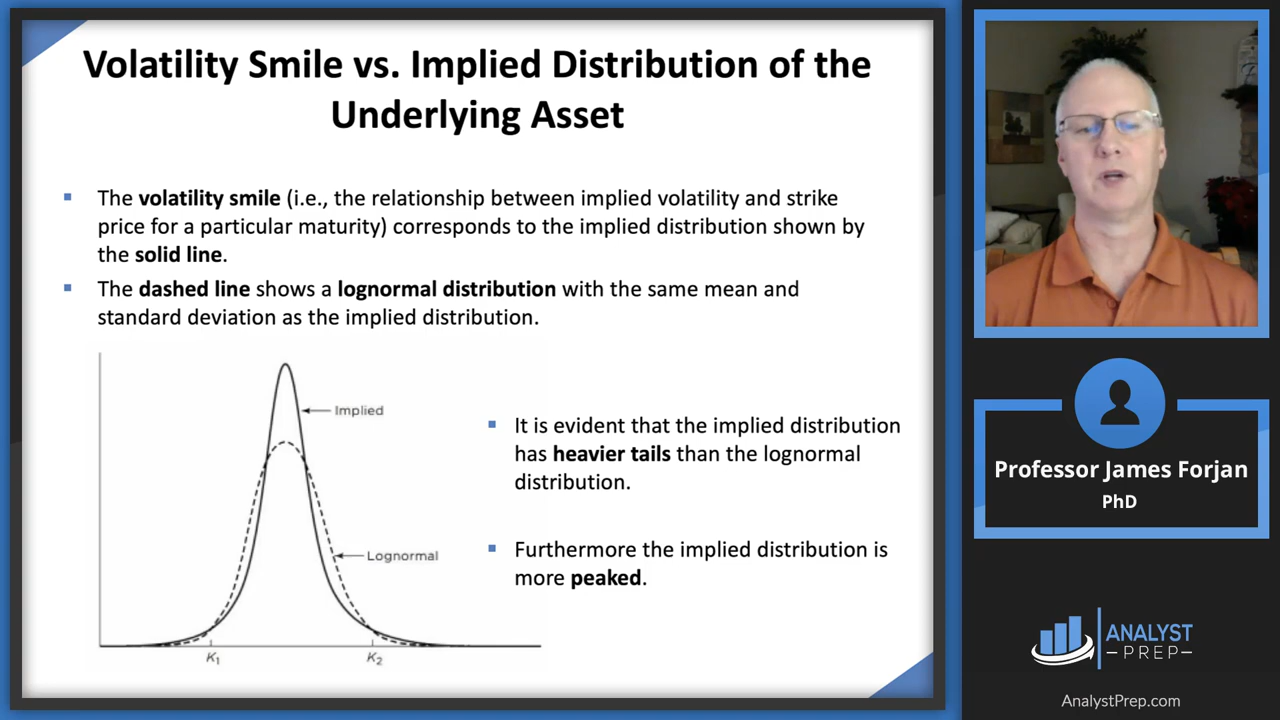 Volatility Smile vs. Implied Distribution of the
Underlying Asset
▪ The volatility smile (i.e., the relationship between implied volatility and strike
price for a particular maturity) corresponds to the implied distribution shown by
the solid line.
▪ The dashed line shows a lognormal distribution with the same mean and
standard deviation as the implied distribution.
Implied
Lognormal
K1
K2
▪ It is evident that the implied distribution
has heavier tails than the lognormal
distribution.
▪ Furthermore the implied distribution is
more peaked.
Professor James Forjan
PhD
ANALYST
–PREP–
AnalystPrep.com